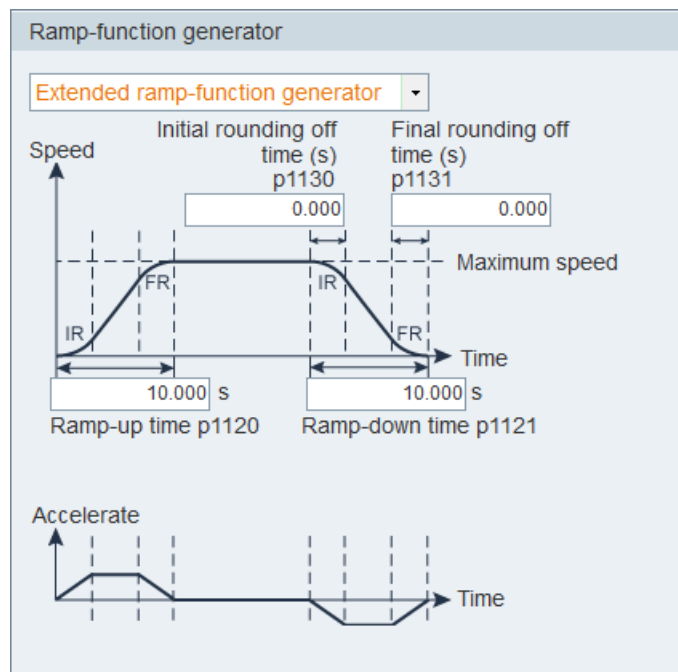 Ramp-function generator
Extended ramp-function generator
Initial rounding off
time (s)
p1130
Final rounding off
time (s)
p1131
Speed
0.000
0.000
Maximum speed
FR
IR
IR
FR
Time
10.000 s
10.000 s
Ramp-up time p1120
Ramp-down time p1121
Accelerate
Time